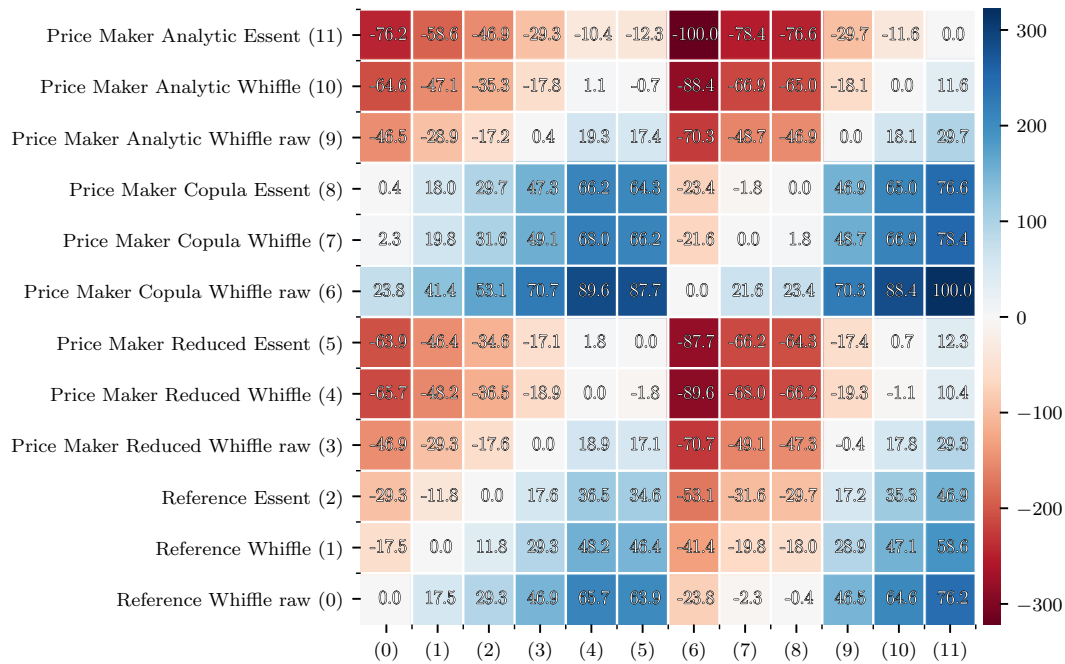 Price Maker Analytic Essent (11) -76.2 -58.6 -46.9 -29.3 -10.4 -12.3 -100.0 -78.4 -76.6 -29.7 -11.6 0.0
Price Maker Analytic Whiffle (10) -64.6 -47.1 -35.3 -17.8 1.1 -0.7 -88.4 -66.9 -65.0 -18.1 0.0 11.6
Price Maker Analytic Whiffle raw (9) -46.5 -28.9 -17.2 0.4 19.3 17.4 -70.3 -48.7 -46.9 0.0 18.1 29.7
Price Maker Copula Essent (8) 0.4 18.0 29.7 47.3 66.2 64.3 -23.4 -1.8 0.0 46.9 65.0 76.6
Price Maker Copula Whiffle (7) 2.3 19.8 31.6 49.1 68.0 66.2 -21.6 0.0 1.8 48.7 66.9 78.4
Price Maker Copula Whiffle raw (6) 23.8 41.4 53.1 70.7 89.6 87.7 0.0 21.6 23.4 70.3 88.4 100.0
Price Maker Reduced Essent (5) -63.9 -46.4 -34.6 -17.1 1.8 0.0 -87.7 -66.2 -64.3 -17.4 0.7 12.3
Price Maker Reduced Whiffle (4) -65.7 -48.2 -36.5 -18.9 0.0 -1.8 -89.6 -68.0 -66.2 -19.3 -1.1 10.4
Price Maker Reduced Whiffle raw (3) -46.9 -29.3 -17.6 0.0 18.9 17.1 -70.7 -49.1 -47.3 -0.4 17.8 29.3
Reference Essent (2) -29.3 -11.8 0.0 17.6 36.5 34.6 -53.1 -31.6 -29.7 17.2 35.3 46.9
Reference Whiffle (1) -17.5 0.0 11.8 29.3 48.2 46.4 -41.4 -19.8 -18.0 28.9 47.1 58.6
Reference Whiffle raw (0) 0.0 17.5 29.3 46.9 65.7 63.9 -23.8 -2.3 -0.4 46.5 64.6 76.2
(0) (1) (2) (3) (4) (5) (6) (7) (8) (9) (10) (11)
300
200
100
0
−100
−200
−300